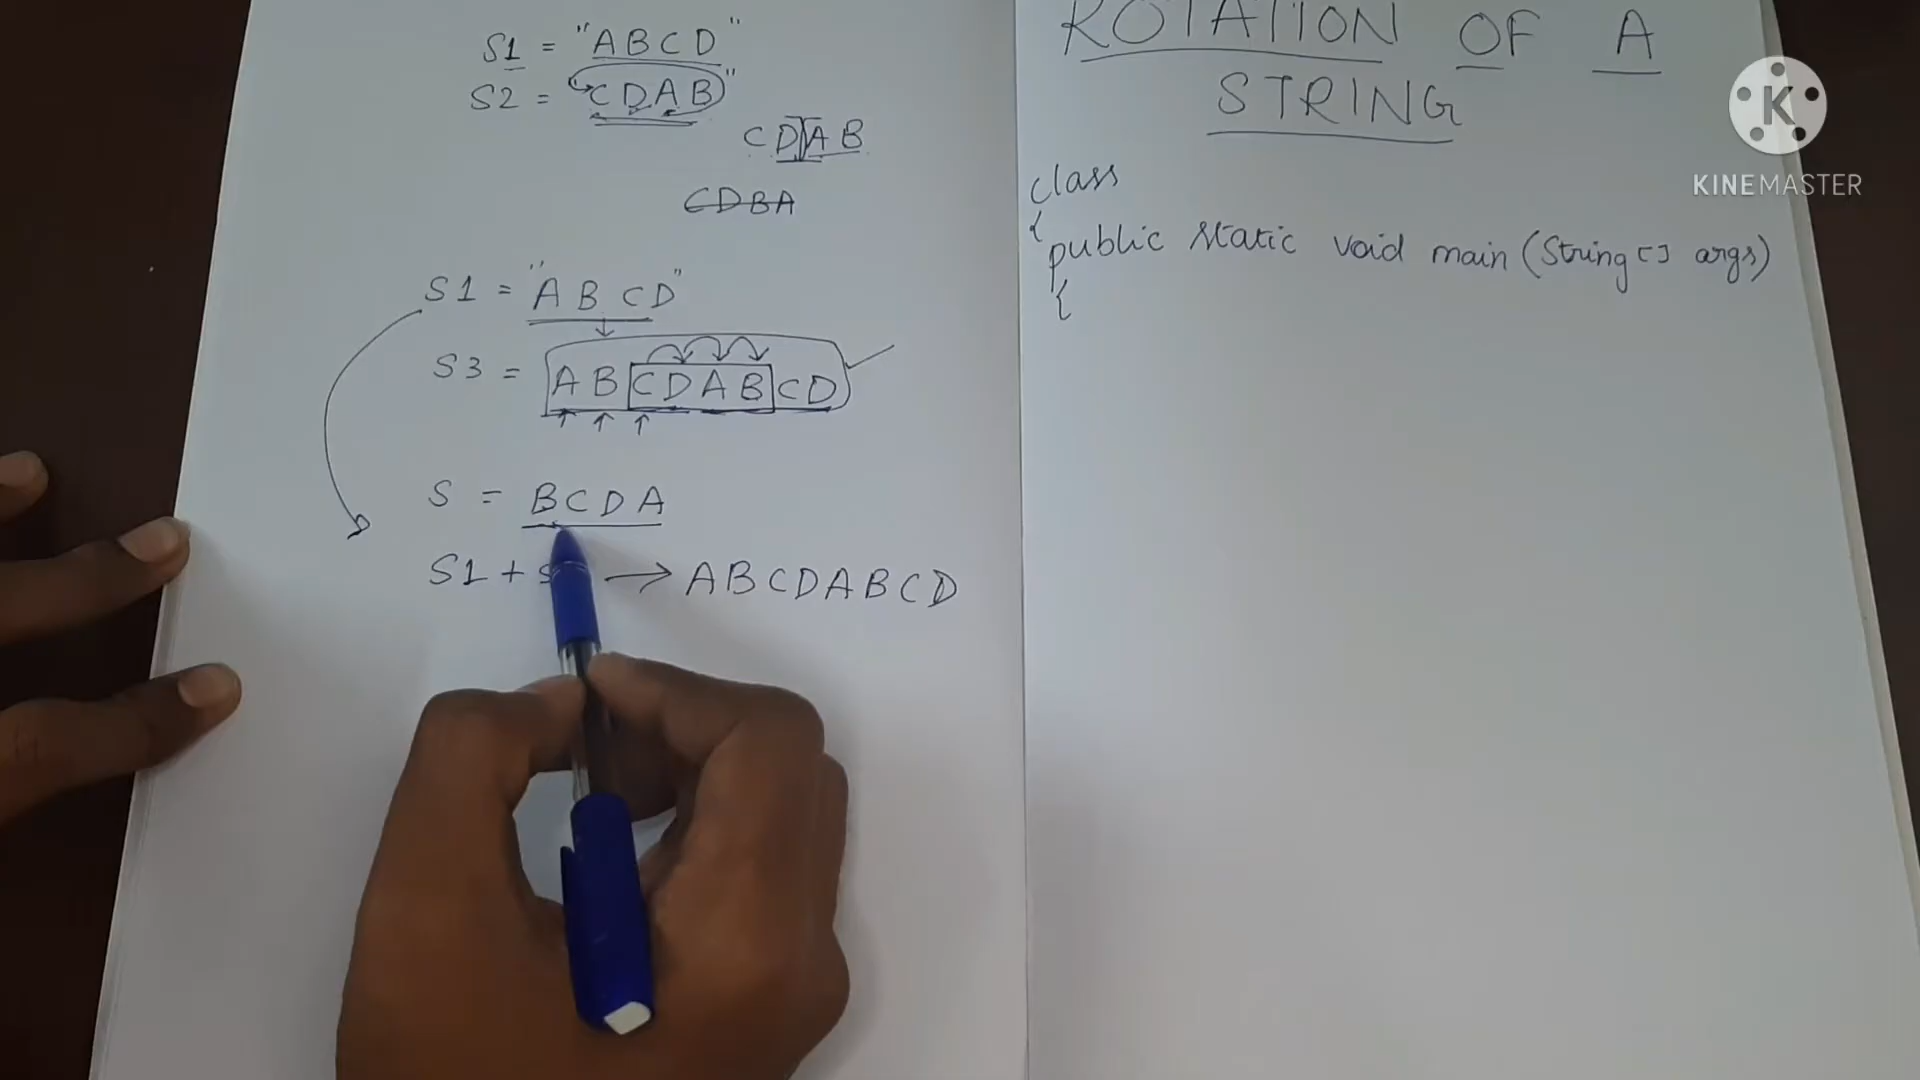 S1 = "ABCD"
S2 = "CDAB"
CDAB
CDBA
S1 = "ABCD"
S3 = ABCDABCD
S = BCDA
S1 + → ABCDABCD
ROTATION OF A
STRING
class
{
public static void main (String [] args)
{
K
KINEMASTER